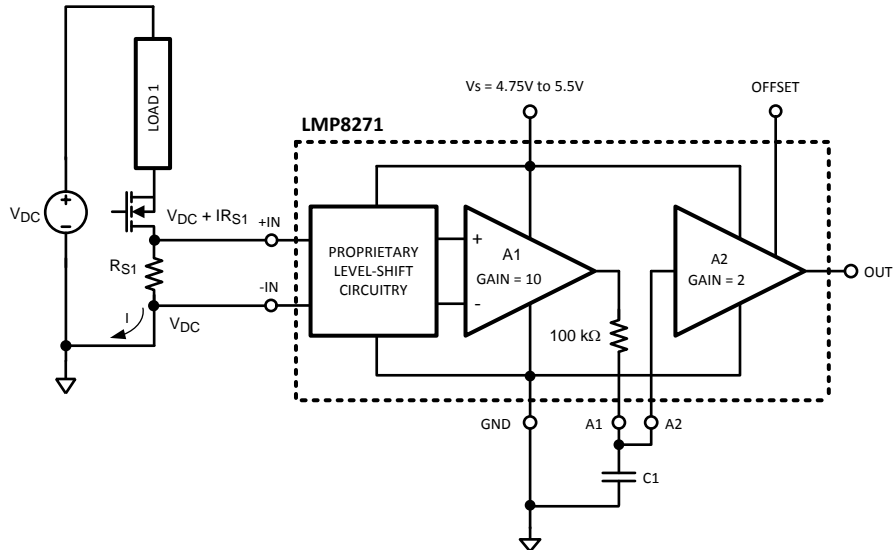 Vs = 4.75V to 5.5V
OFFSET
LMP8271
LOAD 1
+
-
VDC
VDC + IRS1
+IN
RS1
-IN
I
VDC
PROPRIETARY
LEVEL-SHIFT
CIRCUITRY
+
-
A1
GAIN = 10
A2
GAIN = 2
OUT
100 kΩ
GND
A1
A2
C1